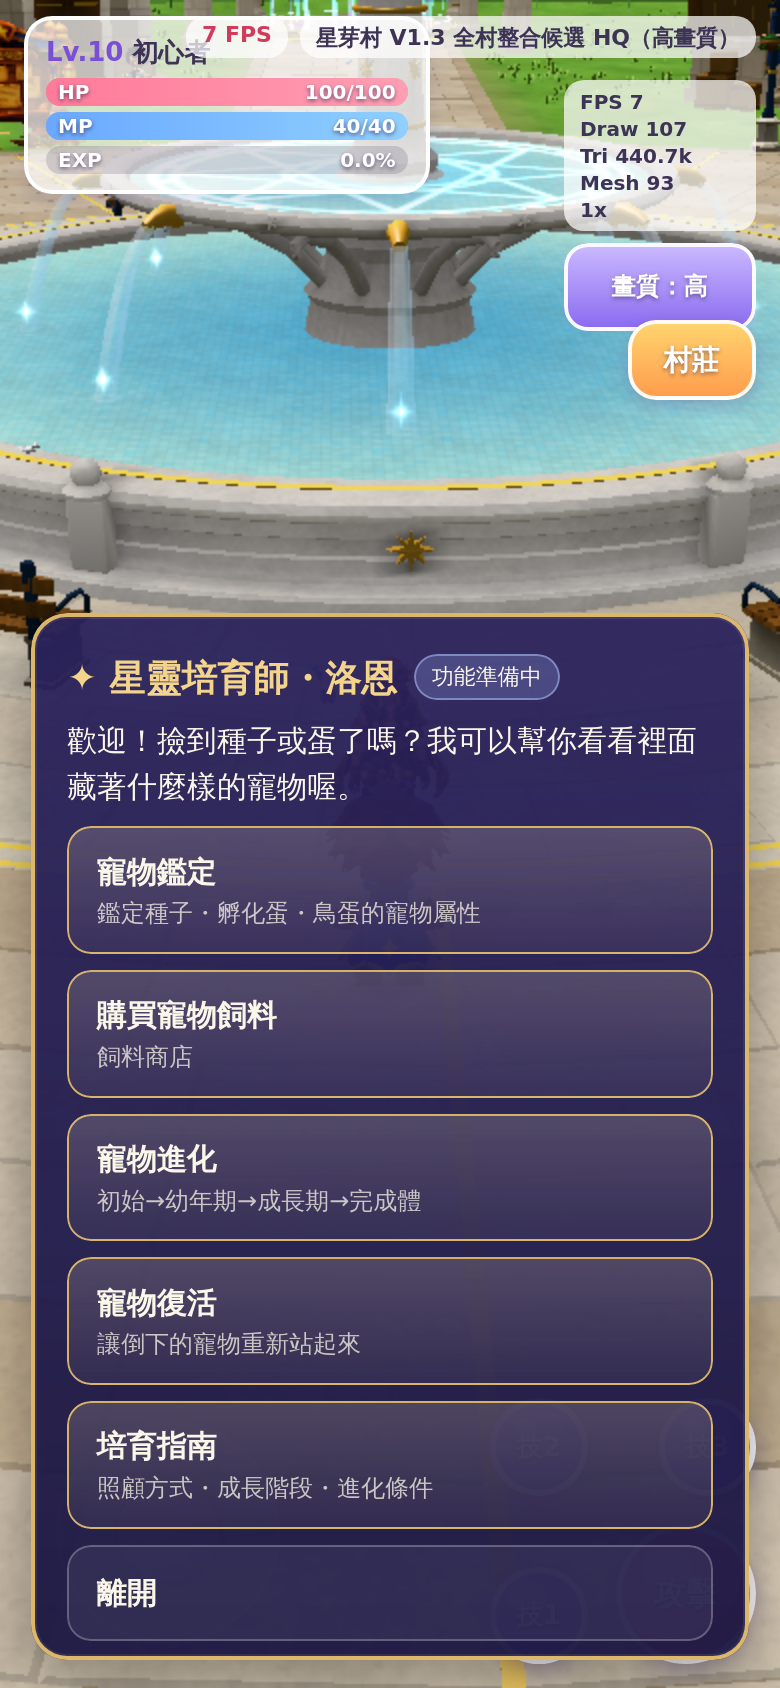 Lv.10 初心者
7 FPS
星芽村 V1.3 全村整合候選 HQ（高畫質）
HP 100/100
MP 40/40
EXP 0.0%
FPS 7
Draw 107
Tri 440.7k
Mesh 93
1x
畫質：高
村莊
✦ 星靈培育師・洛恩 功能準備中
歡迎！撿到種子或蛋了嗎？我可以幫你看看裡面
藏著什麼樣的寵物喔。
寵物鑑定
鑑定種子・孵化蛋・鳥蛋的寵物屬性
購買寵物飼料
飼料商店
寵物進化
初始→幼年期→成長期→完成體
寵物復活
讓倒下的寵物重新站起來
培育指南
照顧方式・成長階段・進化條件
技2
技3
離開
技1
攻擊